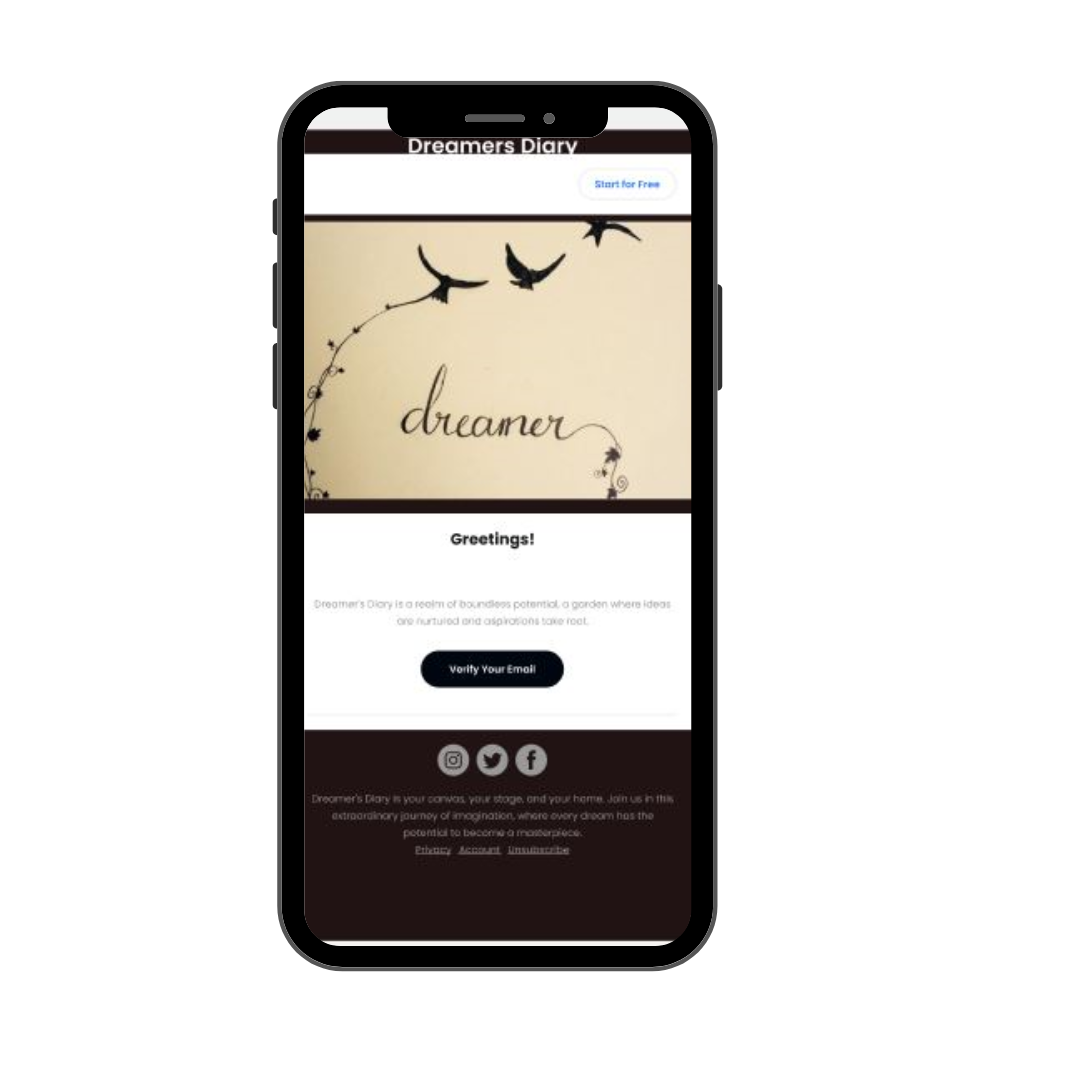 Dreamers Diary
Start for Free
dreamer
Greetings!
Dreamer's Diary is a realm of boundless potential, a garden where ideas
are nurtured and aspirations take root.
Verify Your Email
Dreamer's Diary is your canvas, your stage, and your home. Join us in this
extraordinary journey of imagination, where every dream has the
potential to become a masterpiece.
Privacy Account Unsubscribe